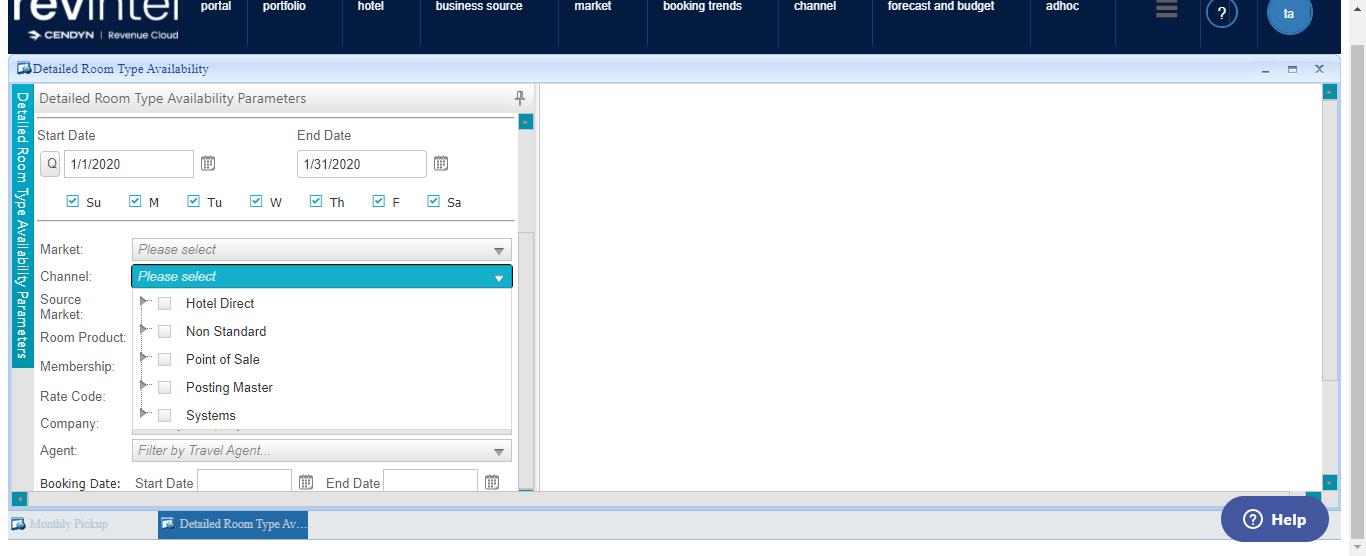 revintel
CENDYN | Revenue Cloud
portal
portfolio
hotel
business source
market
booking trends
channel
forecast and budget
adhoc
?
ta
Detailed Room Type Availability
Detailed Room Type Availability Parameters
Detailed Room Type Availability Parameters
Start Date
End Date
Q
1/1/2020
1/31/2020
Su
M
Tu
W
Th
F
Sa
Market:
Please select
Channel:
Please select
Hotel Direct
Non Standard
Point of Sale
Posting Master
Systems
Source
Market:
Room Product:
Membership:
Rate Code:
Company:
Agent:
Filter by Travel Agent...
Booking Date:
Start Date
End Date
Monthly Pickup
Detailed Room Type Av...
? Help